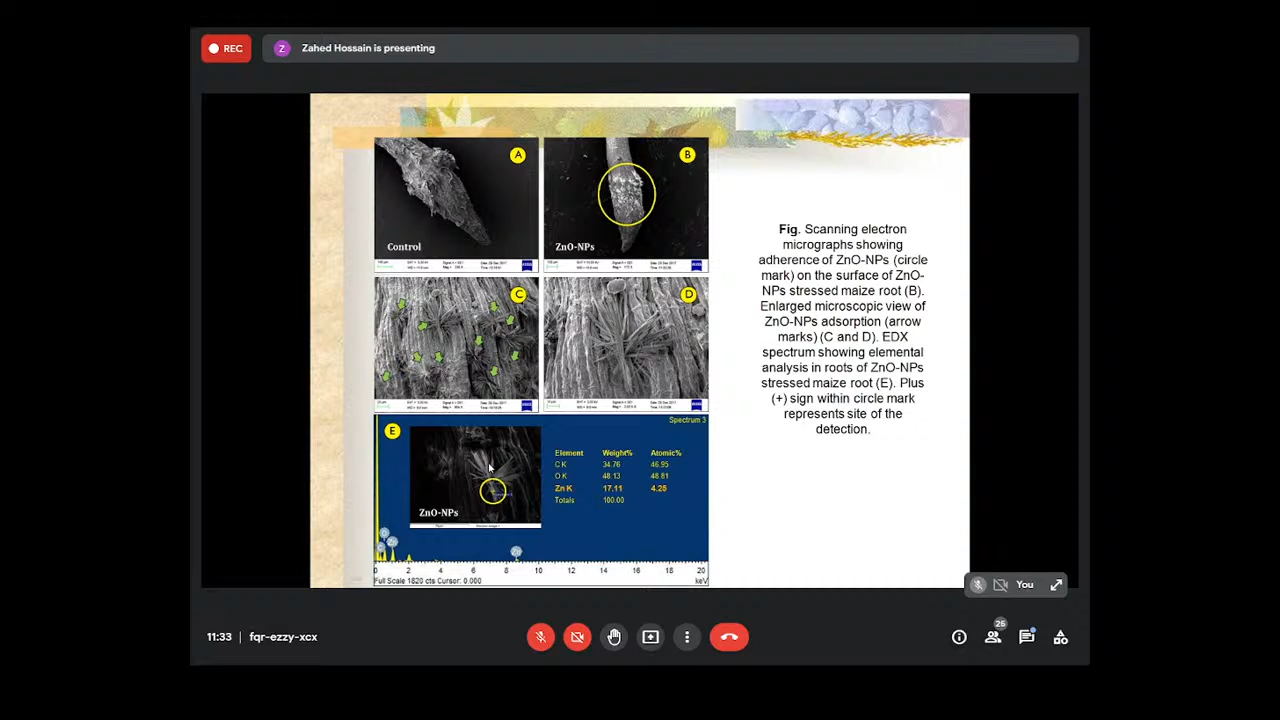 REC
Z
Zahed Hossain is presenting
A
Control
B
ZnO-NPs
C
D
Fig. Scanning electron
micrographs showing
adherence of ZnO-NPs (circle
mark) on the surface of ZnO-
NPs stressed maize root (B).
Enlarged microscopic view of
ZnO-NPs adsorption (arrow
marks) (C and D). EDX
spectrum showing elemental
analysis in roots of ZnO-NPs
stressed maize root (E). Plus
(+) sign within circle mark
represents site of the
detection.
E
Spectrum 3
ZnO-NPs
Element Weight% Atomic%
C K 34.76 46.95
O K 48.13 48.81
Zn K 17.11 4.25
Totals 100.00
Zn
0 2 4 6 8 10 12 14 16 18 20
Full Scale 1820 cts Cursor: 0.000 keV
You
11:33 | fqr-ezzy-xcx
26